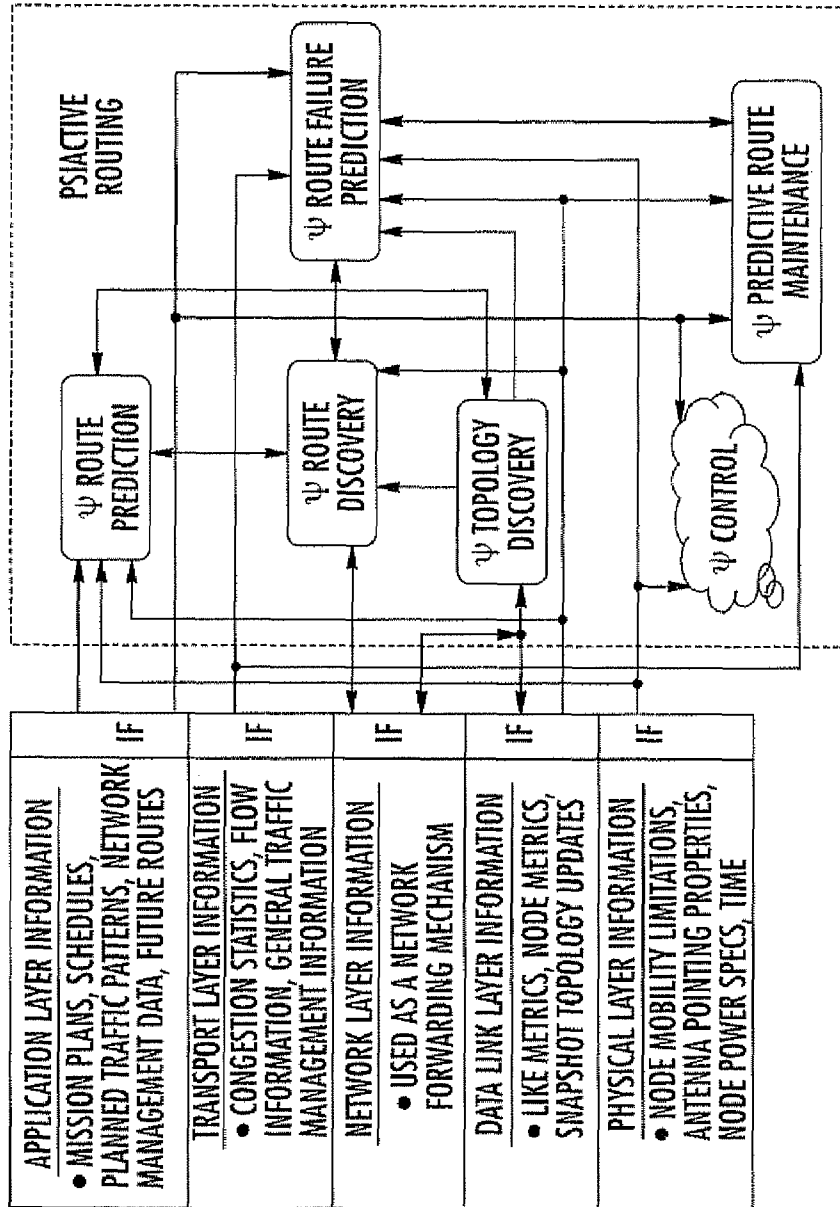 APPLICATION LAYER INFORMATION
• MISSION PLANS, SCHEDULES,
PLANNED TRAFFIC PATTERNS, NETWORK
MANAGEMENT DATA, FUTURE ROUTES
IF
TRANSPORT LAYER INFORMATION
• CONGESTION STATISTICS, FLOW
INFORMATION, GENERAL TRAFFIC
MANAGEMENT INFORMATION
IF
NETWORK LAYER INFORMATION
• USED AS A NETWORK
FORWARDING MECHANISM
IF
DATA LINK LAYER INFORMATION
• LIKE METRICS, NODE METRICS,
SNAPSHOT TOPOLOGY UPDATES
IF
PHYSICAL LAYER INFORMATION
• NODE MOBILITY LIMITATIONS,
ANTENNA POINTING PROPERTIES,
NODE POWER SPECS, TIME
IF
PSIACTIVE
ROUTING
Ψ ROUTE
PREDICTION
Ψ ROUTE
DISCOVERY
Ψ ROUTE FAILURE
PREDICTION
Ψ TOPOLOGY
DISCOVERY
Ψ CONTROL
Ψ PREDICTIVE ROUTE
MAINTENANCE